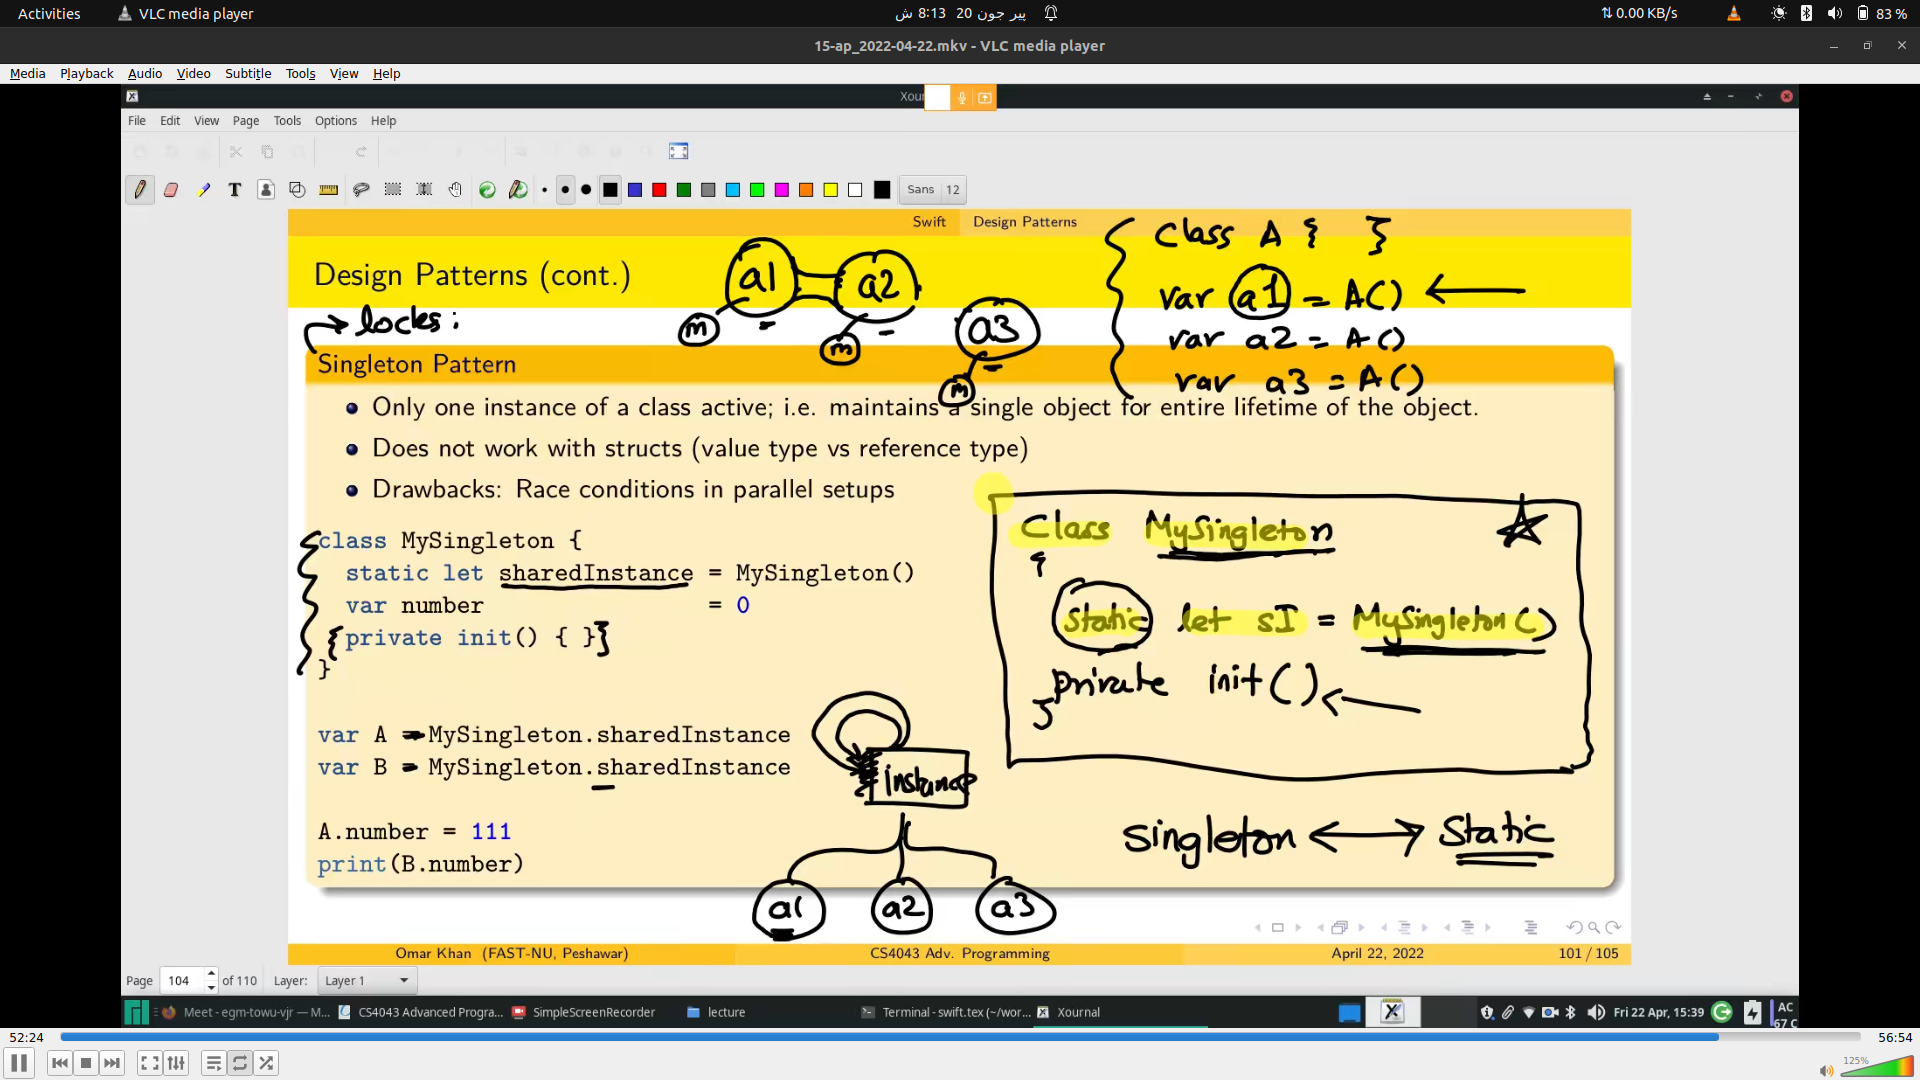 Activities VLC media player پیر جون 20 8:13 ش 0.00 KB/s 83 %
15-ap_2022-04-22.mkv - VLC media player
Media Playback Audio Video Subtitle Tools View Help
File Edit View Page Tools Options Help
Sans 12
Swift Design Patterns
Class A { }
Design Patterns (cont.)
a1 a2
var a1 = A()
locks:
m m
a3
var a2 = A()
Singleton Pattern
m
var a3 = A()
Only one instance of a class active; i.e. maintains a single object for entire lifetime of the object.
Does not work with structs (value type vs reference type)
Drawbacks: Race conditions in parallel setups
class MySingleton {
static let sharedInstance = MySingleton()
var number = 0
private init() { }
}
Class MySingleton
{
static let sI = MySingleton()
private init()
}
var A = MySingleton.sharedInstance
var B = MySingleton.sharedInstance
instance
A.number = 111
print(B.number)
singleton static
a1 a2 a3
Omar Khan (FAST-NU, Peshawar) CS4043 Adv. Programming April 22, 2022 101 / 105
Page 104 of 110 Layer: Layer 1
Meet - egm-towu-vjr — M... CS4043 Advanced Progra... SimpleScreenRecorder lecture Terminal - swift.tex (~/wor... Xournal Fri 22 Apr, 15:39 AC
52:24 56:54
125%